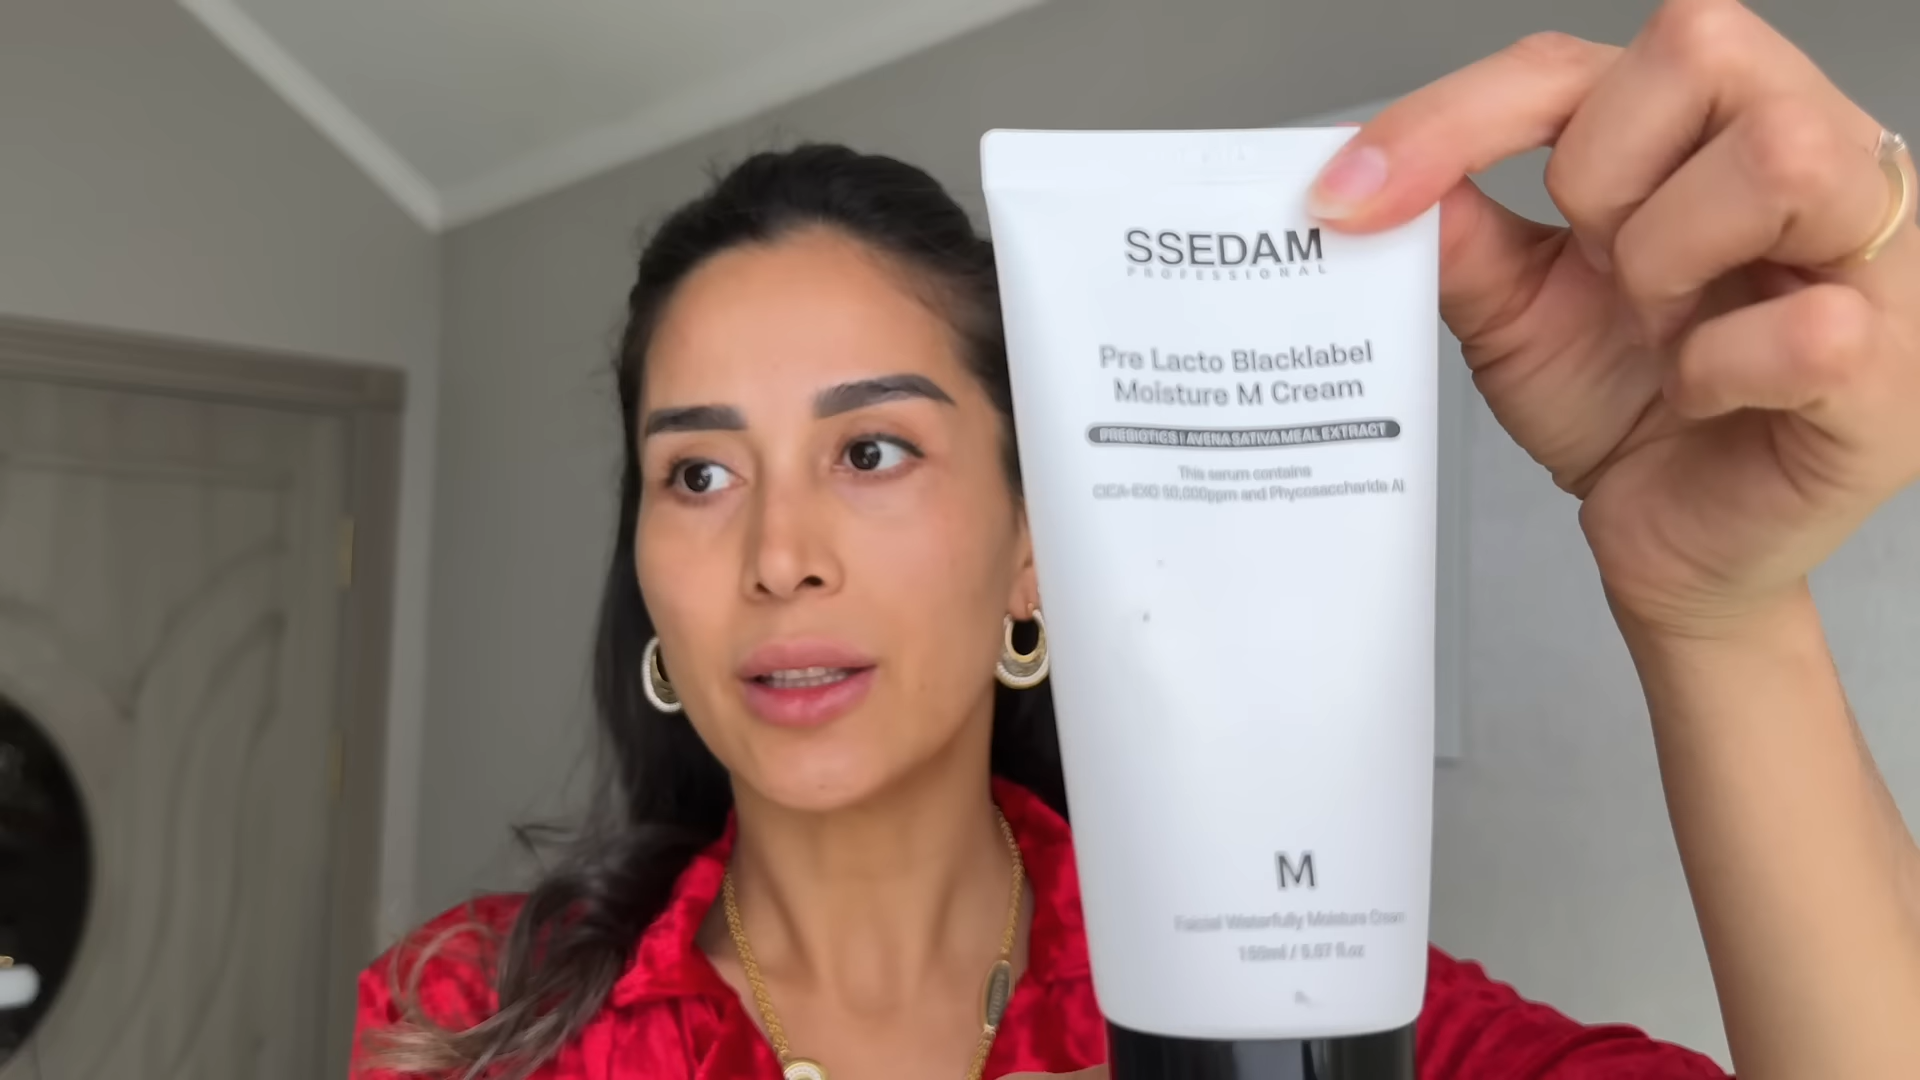 SSEDAM
PROFESSIONAL
Pre Lacto Blacklabel
Moisture M Cream
PREBIOTICS | AVENA SATIVA MEAL EXTRACT
This serum contains
CICA-EXO 50,000ppm and Phycosaccharide AI
M
Facial Waterfully Moisture Cream
150ml / 5.07 fl.oz